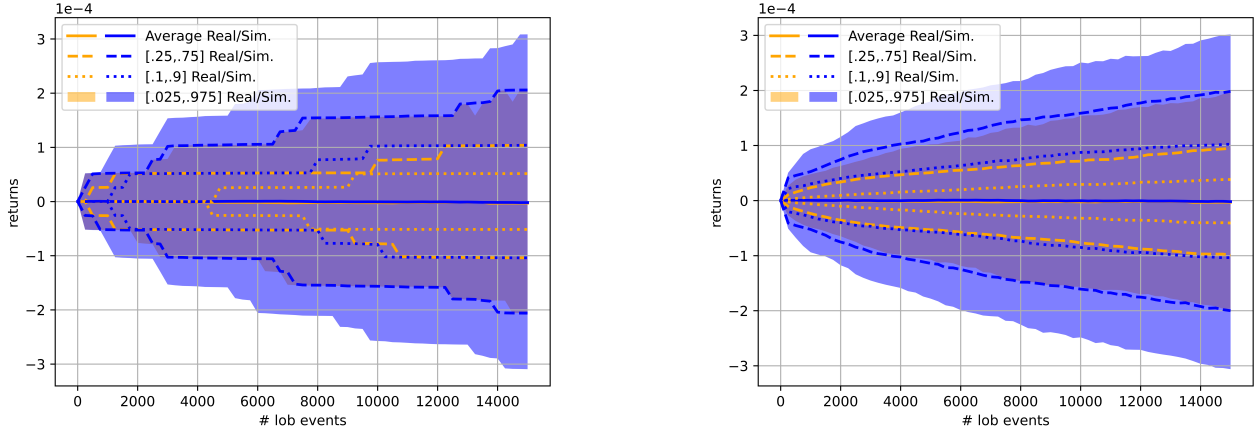 1e−4
Average Real/Sim.
[.25,.75] Real/Sim.
[.1,.9] Real/Sim.
[.025,.975] Real/Sim.
3
2
1
0
−1
−2
−3
returns
0 2000 4000 6000 8000 10000 12000 14000
# lob events
1e−4
Average Real/Sim.
[.25,.75] Real/Sim.
[.1,.9] Real/Sim.
[.025,.975] Real/Sim.
3
2
1
0
−1
−2
−3
returns
0 2000 4000 6000 8000 10000 12000 14000
# lob events